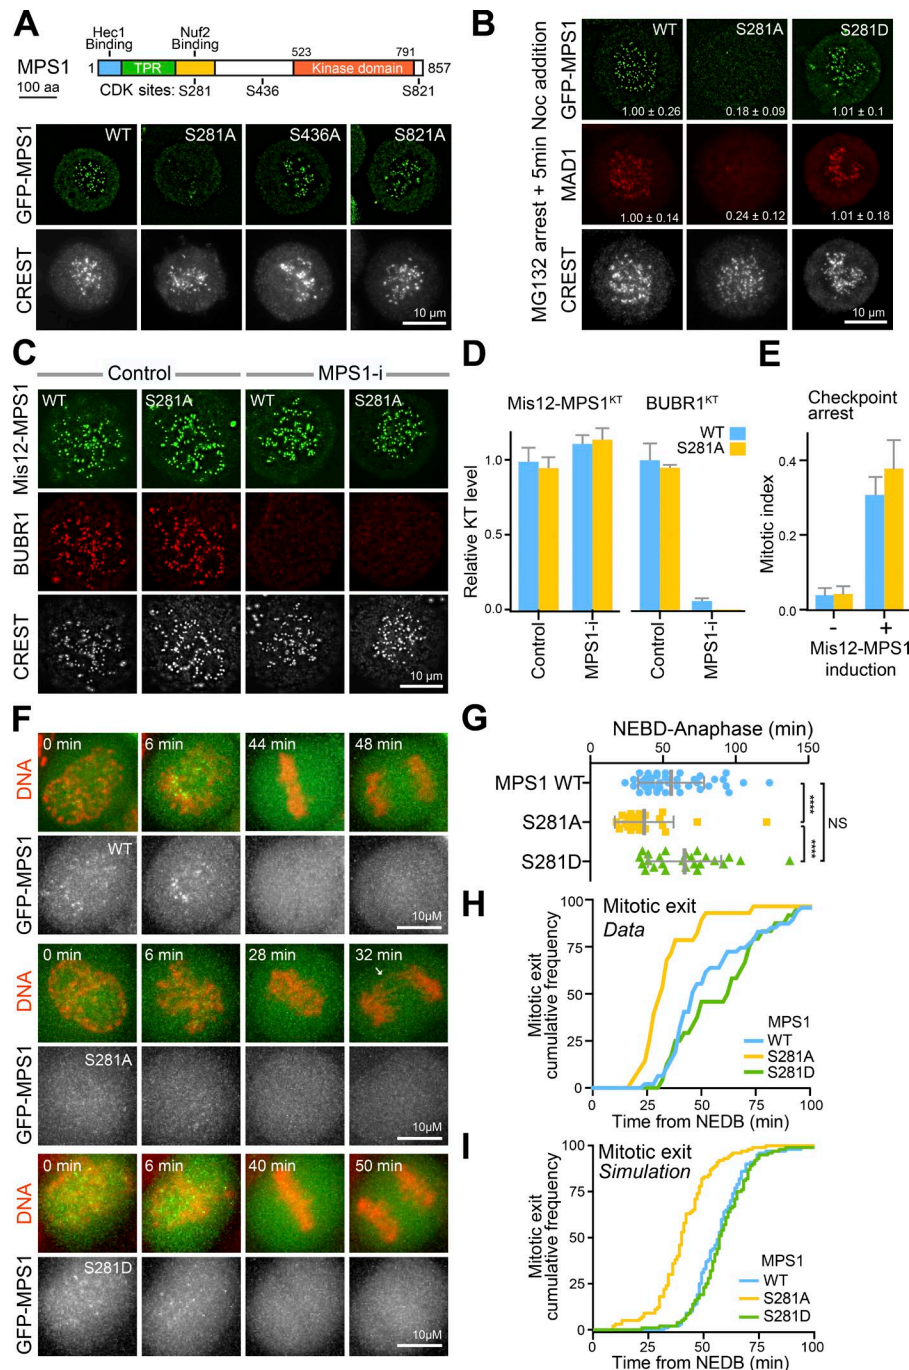 A
Hec1
Binding
Nuf2
Binding
523
791
MPS1
1
TPR
Kinase domain
857
100 aa
CDK sites:
S281
S436
S821
GFP-MPS1
WT
S281A
S436A
S821A
CREST
10 µm
B
MG132 arrest + 5min Noc addition
GFP-MPS1
WT
S281A
S281D
1.00 ± 0.26
0.18 ± 0.09
1.01 ± 0.1
MAD1
1.00 ± 0.14
0.24 ± 0.12
1.01 ± 0.18
CREST
10 µm
C
Control
MPS1-i
Mis12-MPS1
WT
S281A
WT
S281A
BUBR1
CREST
10 µm
D
Mis12-MPS1ᴷᵀ
BUBR1ᴷᵀ
WT
S281A
Relative KT level
1.0
0.0
Control
MPS1-i
Control
MPS1-i
E
Checkpoint
arrest
Mitotic index
0.4
0.2
0.0
-
+
Mis12-MPS1
induction
F
DNA
0 min
6 min
44 min
48 min
GFP-MPS1
WT
10µM
DNA
0 min
6 min
28 min
32 min
GFP-MPS1
S281A
10µM
DNA
0 min
6 min
40 min
50 min
GFP-MPS1
S281D
10µM
G
NEBD-Anaphase (min)
0
50
100
150
MPS1 WT
S281A
S281D
****
****
NS
H
Mitotic exit
Data
Mitotic exit
cumulative frequency
100
75
50
25
0
MPS1
WT
S281A
S281D
0
25
50
75
100
Time from NEDB (min)
I
Mitotic exit
Simulation
Mitotic exit
cumulative frequency
100
75
50
25
0
MPS1
WT
S281A
S281D
0
25
50
75
100
Time from NEDB (min)